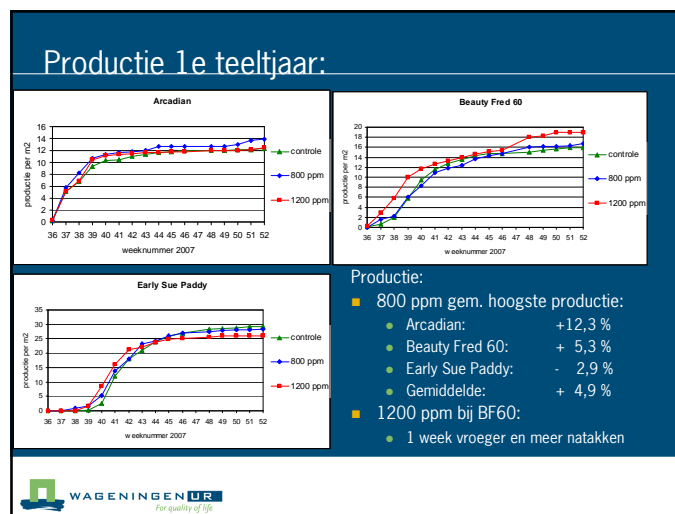 Productie 1e teeltjaar:
Arcadian
productie per m2
16
14
12
10
8
6
4
2
0
36 37 38 39 40 41 42 43 44 45 46 47 48 49 50 51 52
weeknummer 2007
controle
800 ppm
1200 ppm
Beauty Fred 60
productie per m2
20
18
16
14
12
10
8
6
4
2
0
36 37 38 39 40 41 42 43 44 45 46 47 48 49 50 51 52
weeknummer 2007
controle
800 ppm
1200 ppm
Early Sue Paddy
productie per m2
35
30
25
20
15
10
5
0
36 37 38 39 40 41 42 43 44 45 46 47 48 49 50 51 52
weeknummer 2007
controle
800 ppm
1200 ppm
Productie:
800 ppm gem. hoogste productie:
Arcadian: +12,3 %
Beauty Fred 60: + 5,3 %
Early Sue Paddy: - 2,9 %
Gemiddelde: + 4,9 %
1200 ppm bij BF60:
1 week vroeger en meer natakken
WAGENINGEN UR
For quality of life